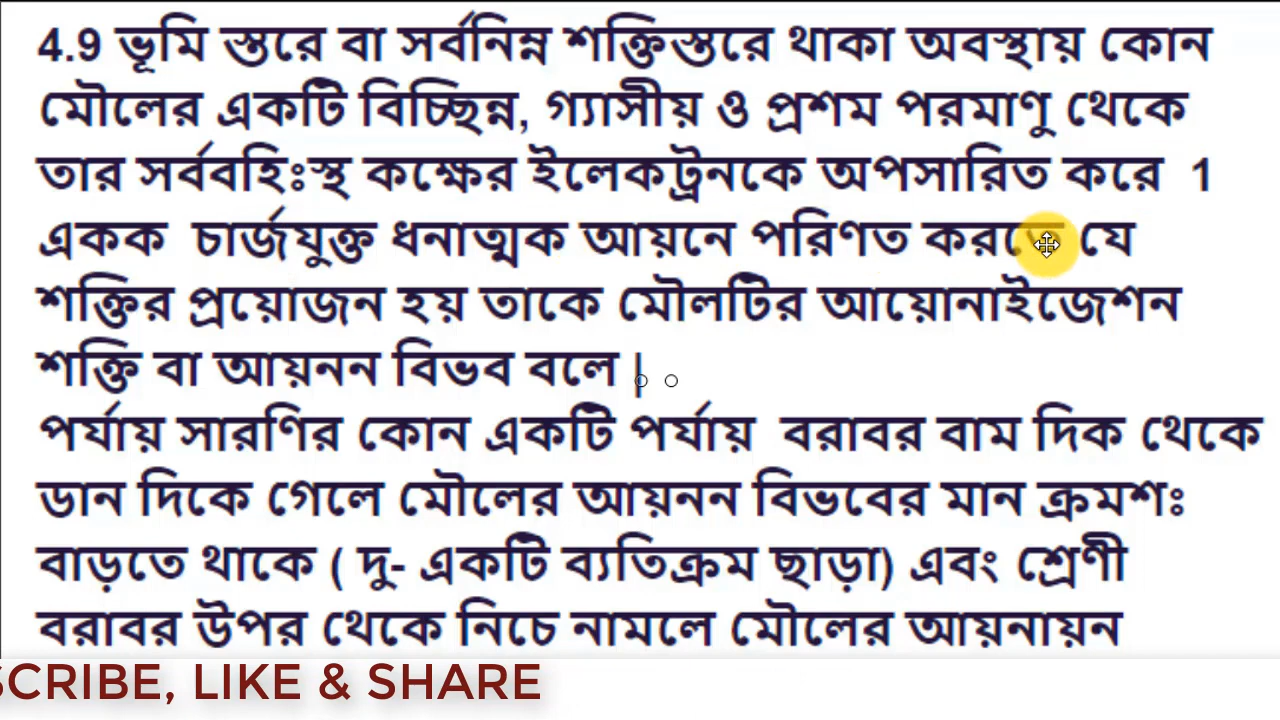 4.9 ভূমি স্তরে বা সর্বনিম্ন শক্তিস্তরে থাকা অবস্থায় কোন
মৌলের একটি বিচ্ছিন্ন, গ্যাসীয় ও প্রশম পরমাণু থেকে
তার সর্ববহিঃস্থ কক্ষের ইলেকট্রনকে অপসারিত করে 1
একক চার্জযুক্ত ধনাত্মক আয়নে পরিণত করতে যে
শক্তির প্রয়োজন হয় তাকে মৌলটির আয়োনাইজেশন
শক্তি বা আয়নন বিভব বলে |
পর্যায় সারণির কোন একটি পর্যায় বরাবর বাম দিক থেকে
ডান দিকে গেলে মৌলের আয়নন বিভবের মান ক্রমশঃ
বাড়তে থাকে ( দু- একটি ব্যতিক্রম ছাড়া) এবং শ্রেণী
বরাবর উপর থেকে নিচে নামলে মৌলের আয়নায়ন
SCRIBE, LIKE & SHARE